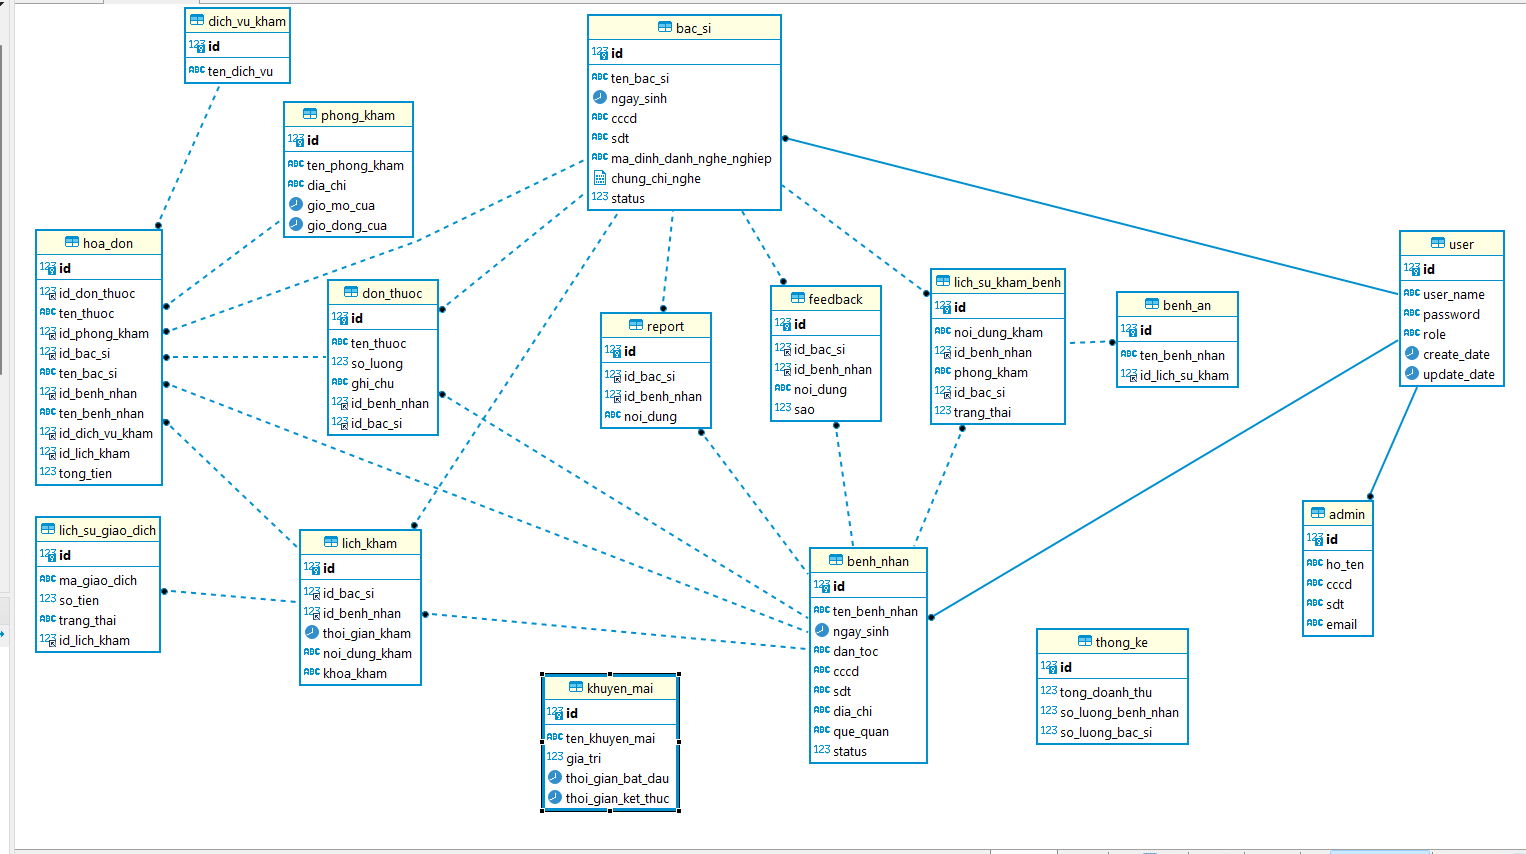 dich_vu_kham
id
ten_dich_vu
phong_kham
id
ten_phong_kham
dia_chi
gio_mo_cua
gio_dong_cua
bac_si
id
ten_bac_si
ngay_sinh
cccd
sdt
ma_dinh_danh_nghe_nghiep
chung_chi_nghe
status
hoa_don
id
id_don_thuoc
ten_thuoc
id_phong_kham
id_bac_si
ten_bac_si
id_benh_nhan
ten_benh_nhan
id_dich_vu_kham
id_lich_kham
tong_tien
don_thuoc
id
ten_thuoc
so_luong
ghi_chu
id_benh_nhan
id_bac_si
report
id
id_bac_si
id_benh_nhan
noi_dung
feedback
id
id_bac_si
id_benh_nhan
noi_dung
sao
lich_su_kham_benh
id
noi_dung_kham
id_benh_nhan
phong_kham
id_bac_si
trang_thai
benh_an
id
ten_benh_nhan
id_lich_su_kham
user
id
user_name
password
role
create_date
update_date
lich_su_giao_dich
id
ma_giao_dich
so_tien
trang_thai
id_lich_kham
lich_kham
id
id_bac_si
id_benh_nhan
thoi_gian_kham
noi_dung_kham
khoa_kham
benh_nhan
id
ten_benh_nhan
ngay_sinh
dan_toc
cccd
sdt
dia_chi
que_quan
status
admin
id
ho_ten
cccd
sdt
email
khuyen_mai
id
ten_khuyen_mai
gia_tri
thoi_gian_bat_dau
thoi_gian_ket_thuc
thong_ke
id
tong_doanh_thu
so_luong_benh_nhan
so_luong_bac_si